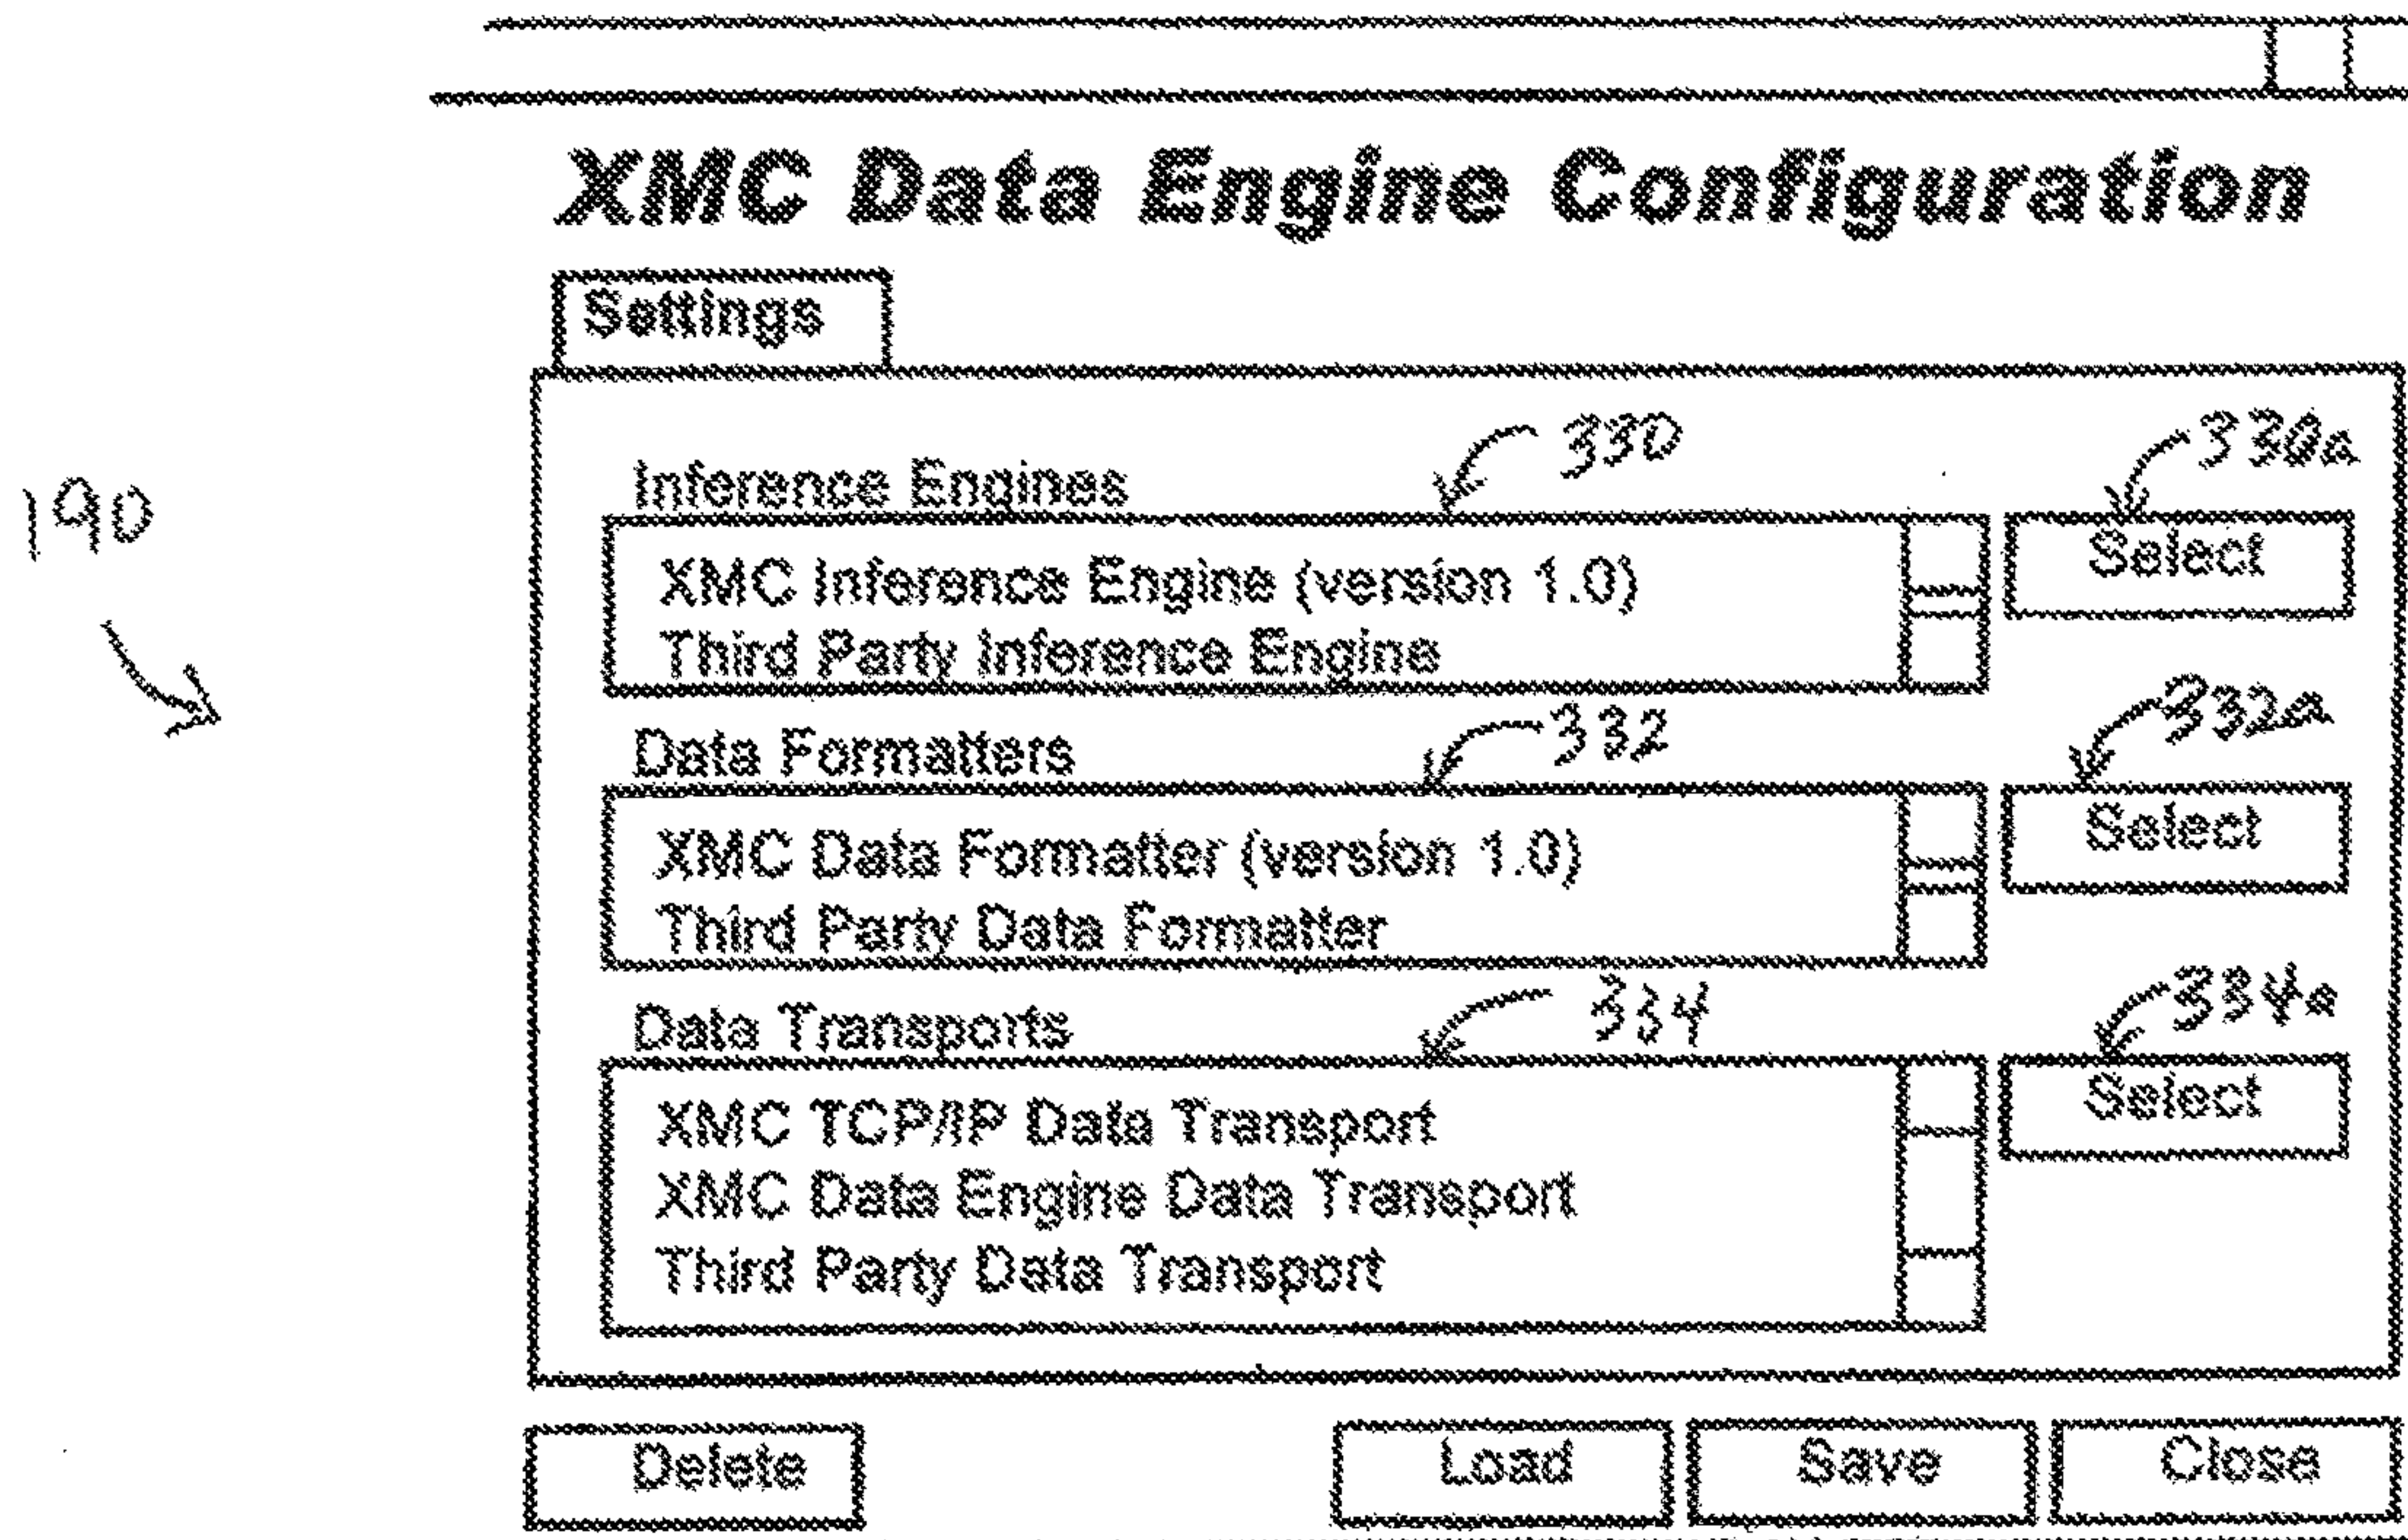 XMC Data Engine Configuration
Settings
Inference Engines 330 330a
XMC Inference Engine (version 1.0) Select
Third Party Inference Engine
190
Data Formatters 332 332a
XMC Data Formatter (version 1.0) Select
Third Party Data Formatter
Data Transports 334 334a
XMC TCP/IP Data Transport Select
XMC Data Engine Data Transport
Third Party Data Transport
Delete Load Save Close